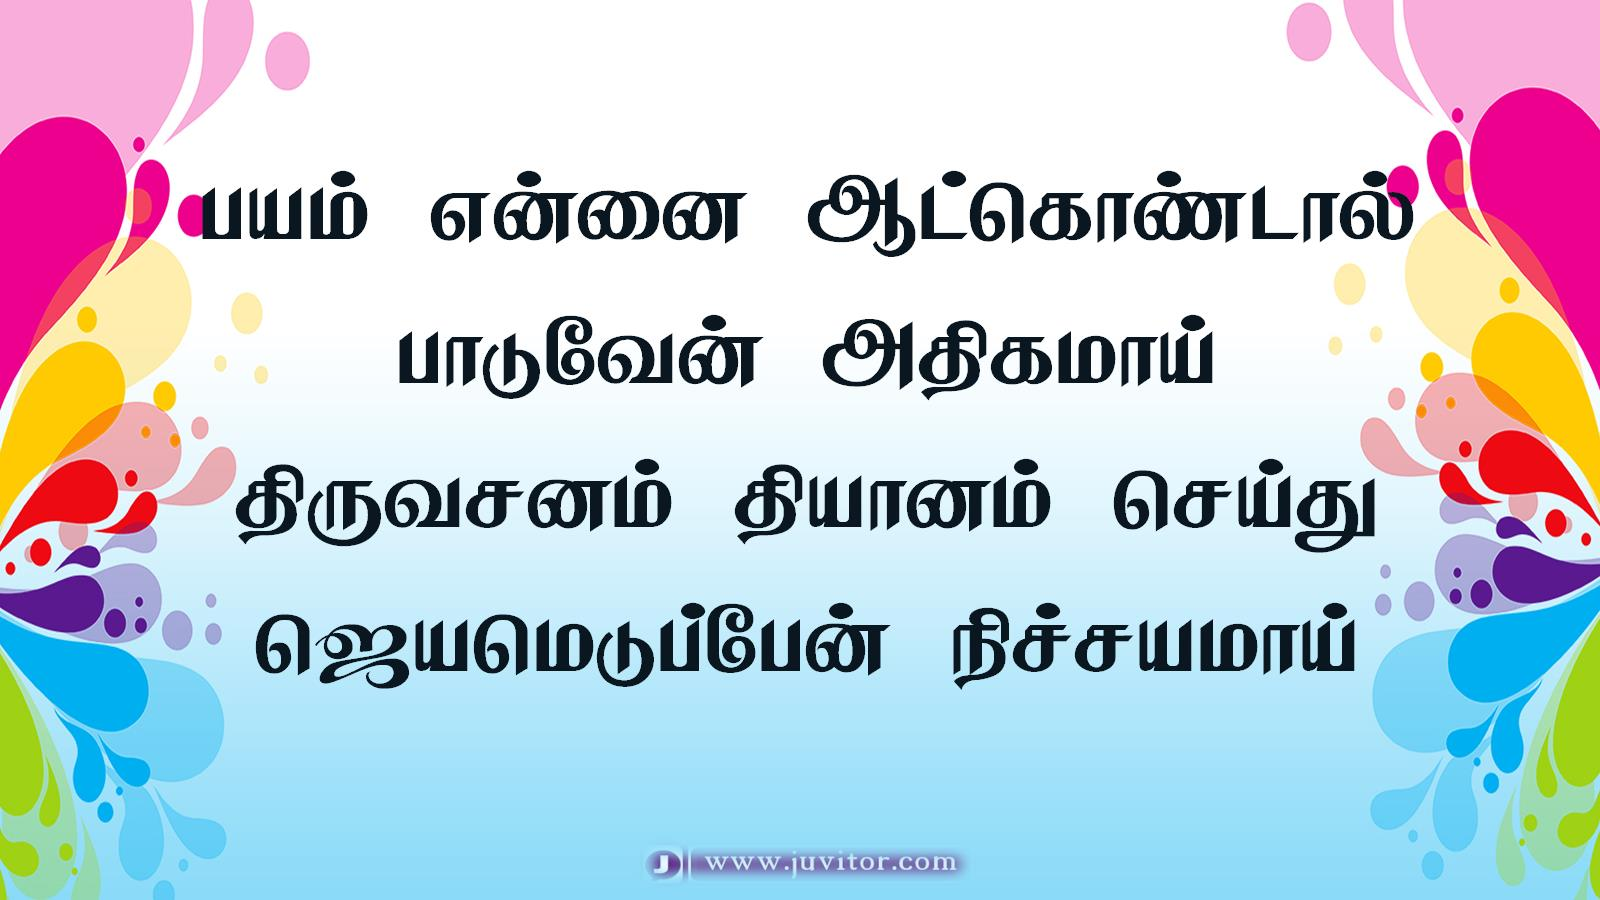 பயம் என்னை ஆட்கொண்டால்
பாடுவேன் அதிகமாய்
திருவசனம் தியானம் செய்து
ஜெயமெடுப்பேன் நிச்சயமாய்
J | www.juvitor.com